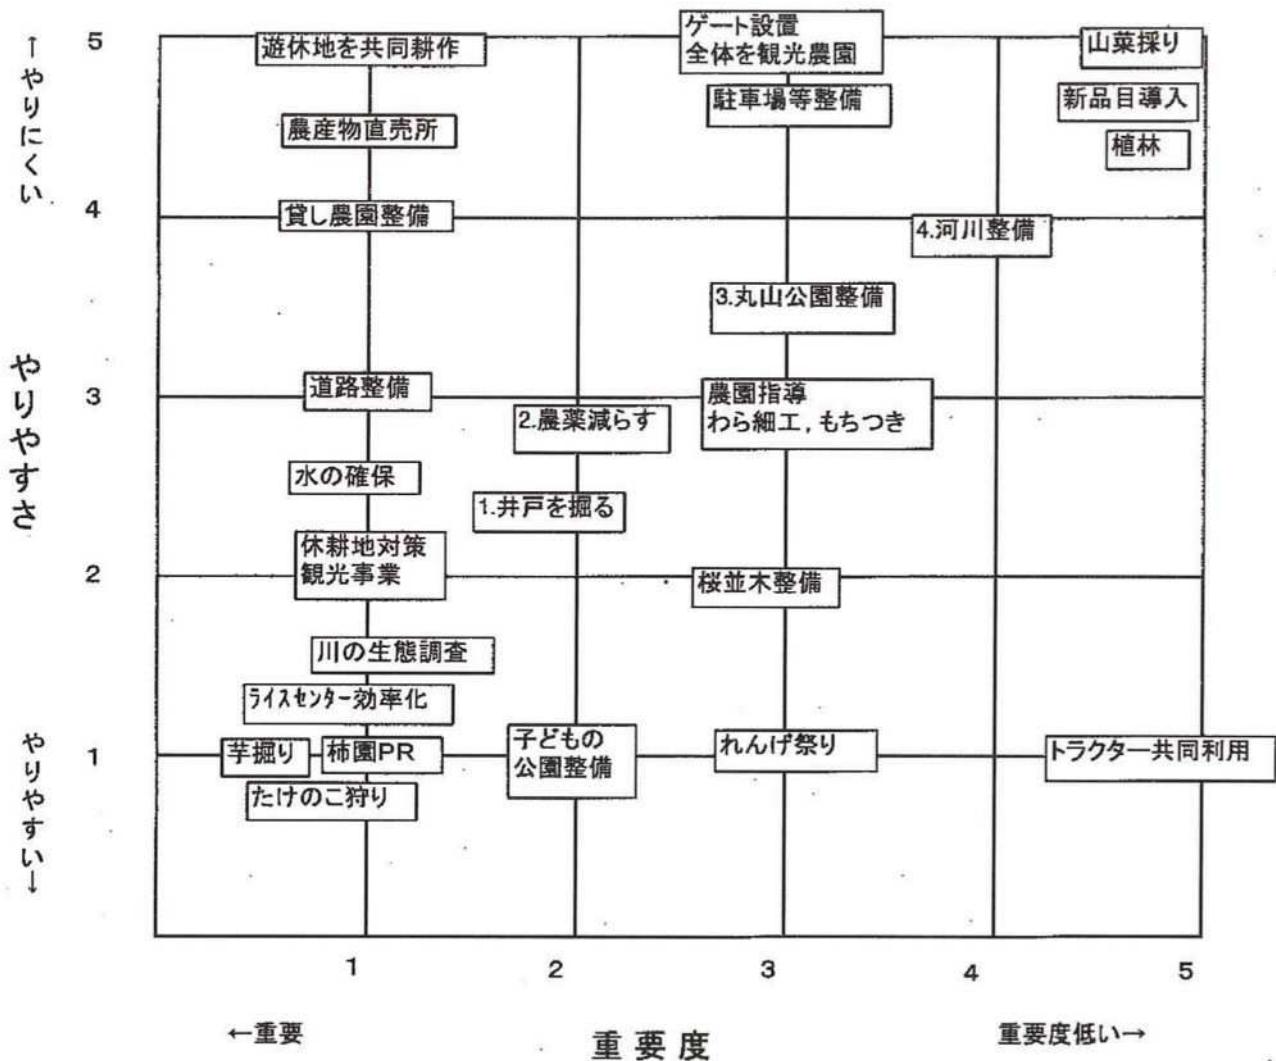 ↑やりにくい
やりやすさ
やりやすい↓
5
4
3
2
1
遊休地を共同耕作
ゲート設置
全体を観光農園
山菜採り
駐車場等整備
新品目導入
農産物直売所
植林
貸し農園整備
4.河川整備
3.丸山公園整備
道路整備
農園指導
わら細工，もちつき
2.農薬減らす
水の確保
1.井戸を掘る
休耕地対策
観光事業
桜並木整備
川の生態調査
ライスセンター効率化
芋掘り
柿園PR
子どもの
公園整備
れんげ祭り
トラクター共同利用
たけのこ狩り
1
2
3
4
5
←重要
重要度
重要度低い→